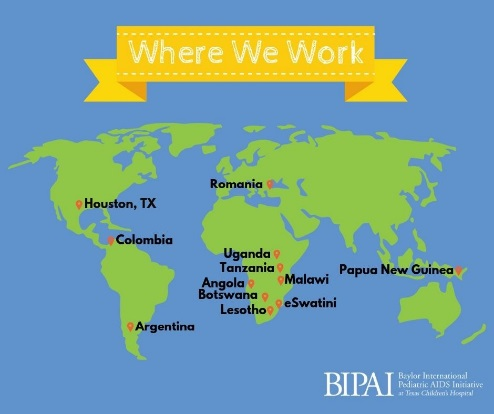 Where We Work
Romania
Houston, TX
Colombia
Uganda
Tanzania
Papua New Guinea
Malawi
Angola
Botswana
eSwatini
Lesotho
Argentina
BIPAI
Baylor International
Pediatric AIDS Initiative
at Texas Children's Hospital